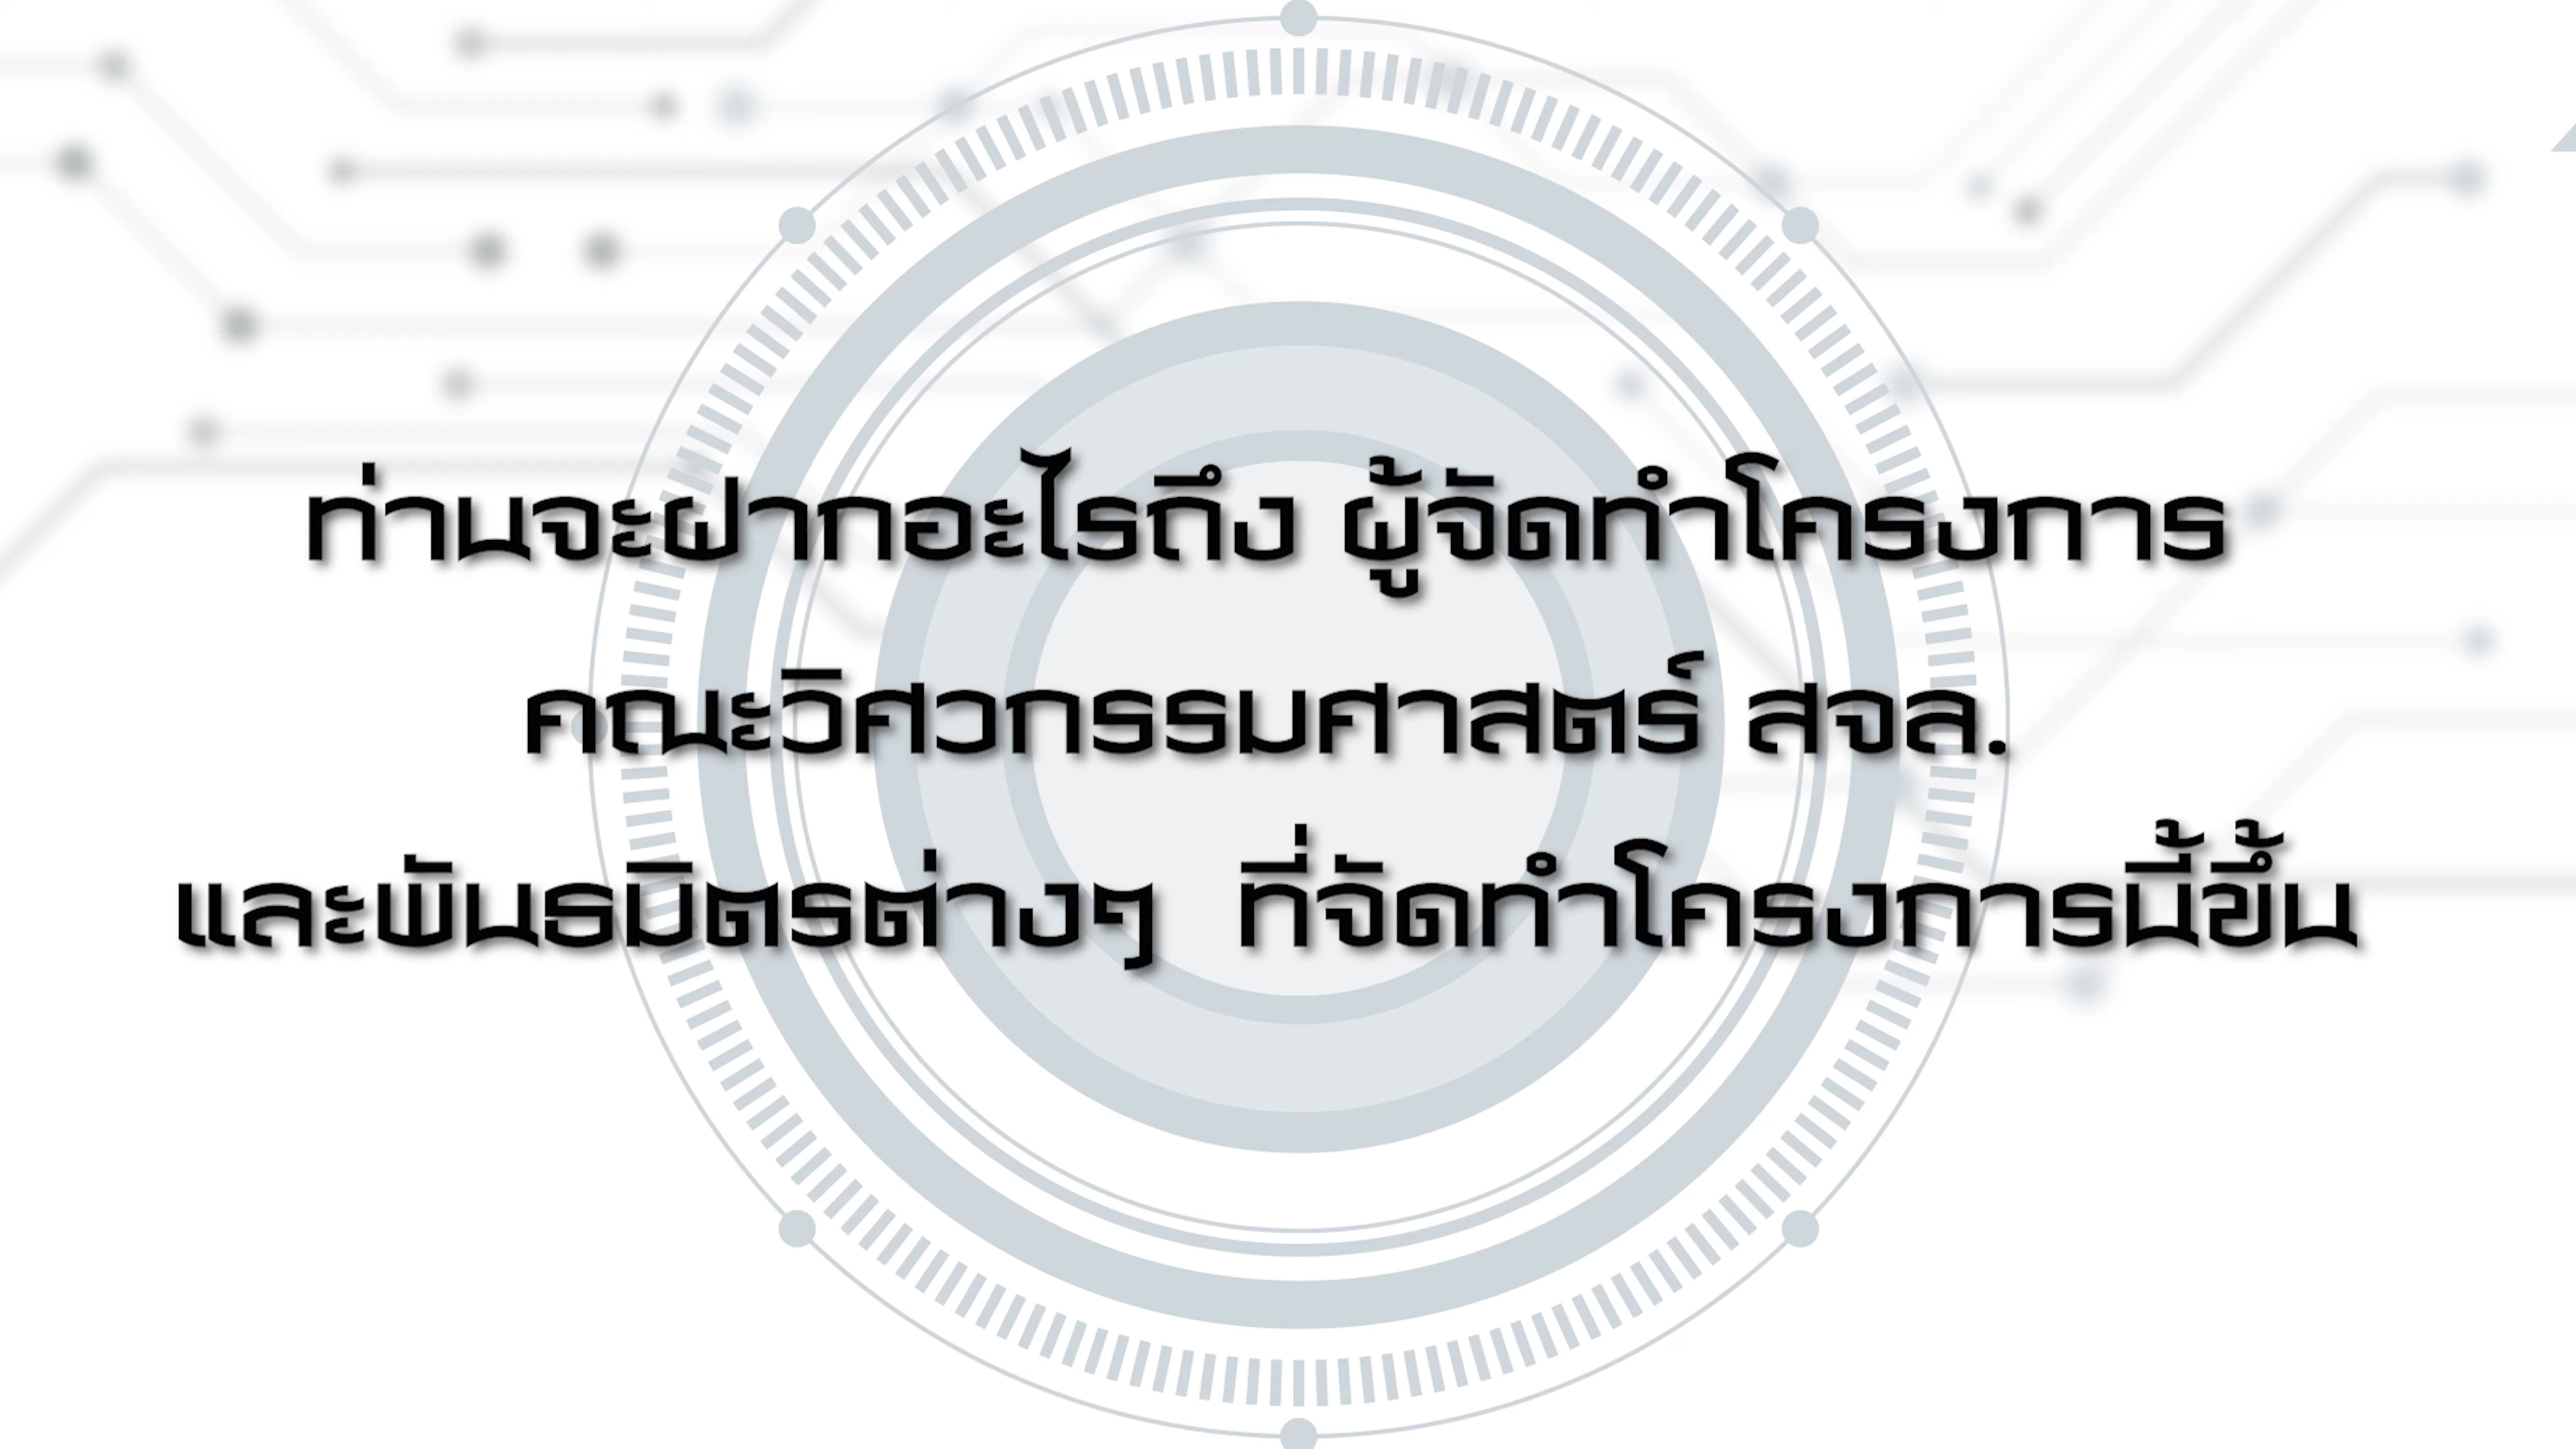 ท่านจะฝากอะไรถึง ผู้จัดทำโครงการ
คณะวิศวกรรมศาสตร์ สจล.
และพันธมิตรต่างๆ ที่จัดทำโครงการนี้ขึ้น